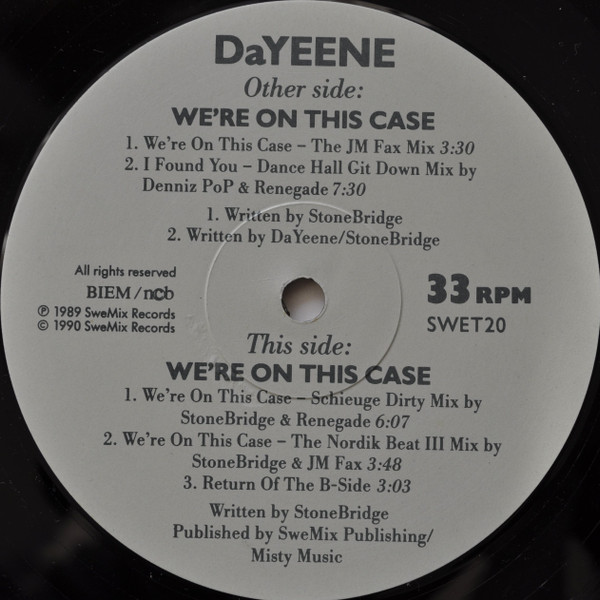 DaYEENE
Other side:
WE'RE ON THIS CASE
1. We're On This Case – The JM Fax Mix 3:30
2. I Found You – Dance Hall Git Down Mix by
Denniz PoP & Renegade 7:30
1. Written by StoneBridge
2. Written by DaYeene/StoneBridge
All rights reserved
BIEM/ncb
℗ 1989 SweMix Records
© 1990 SweMix Records
33 RPM
SWET20
This side:
WE'RE ON THIS CASE
1. We're On This Case – Schieuge Dirty Mix by
StoneBridge & Renegade 6:07
2. We're On This Case – The Nordik Beat III Mix by
StoneBridge & JM Fax 3:48
3. Return Of The B-Side 3:03
Written by StoneBridge
Published by SweMix Publishing/
Misty Music